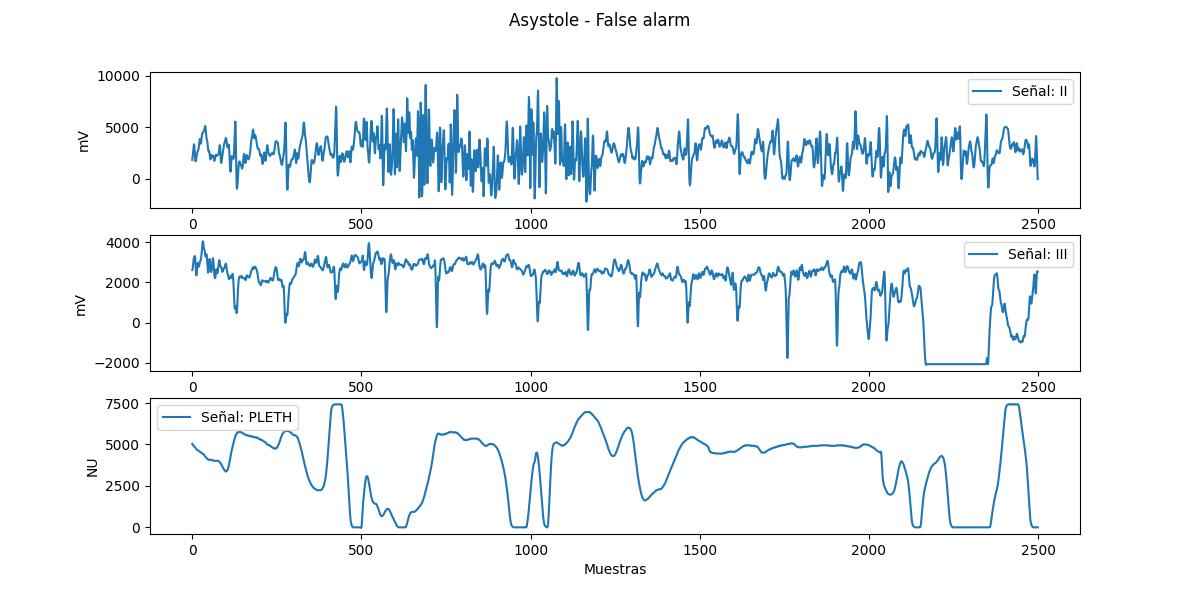 Asystole - False alarm
10000
5000
0
mV
Señal: II
0 500 1000 1500 2000 2500
4000
2000
0
−2000
mV
Señal: III
0 500 1000 1500 2000 2500
7500
5000
2500
0
NU
Señal: PLETH
0 500 1000 1500 2000 2500
Muestras